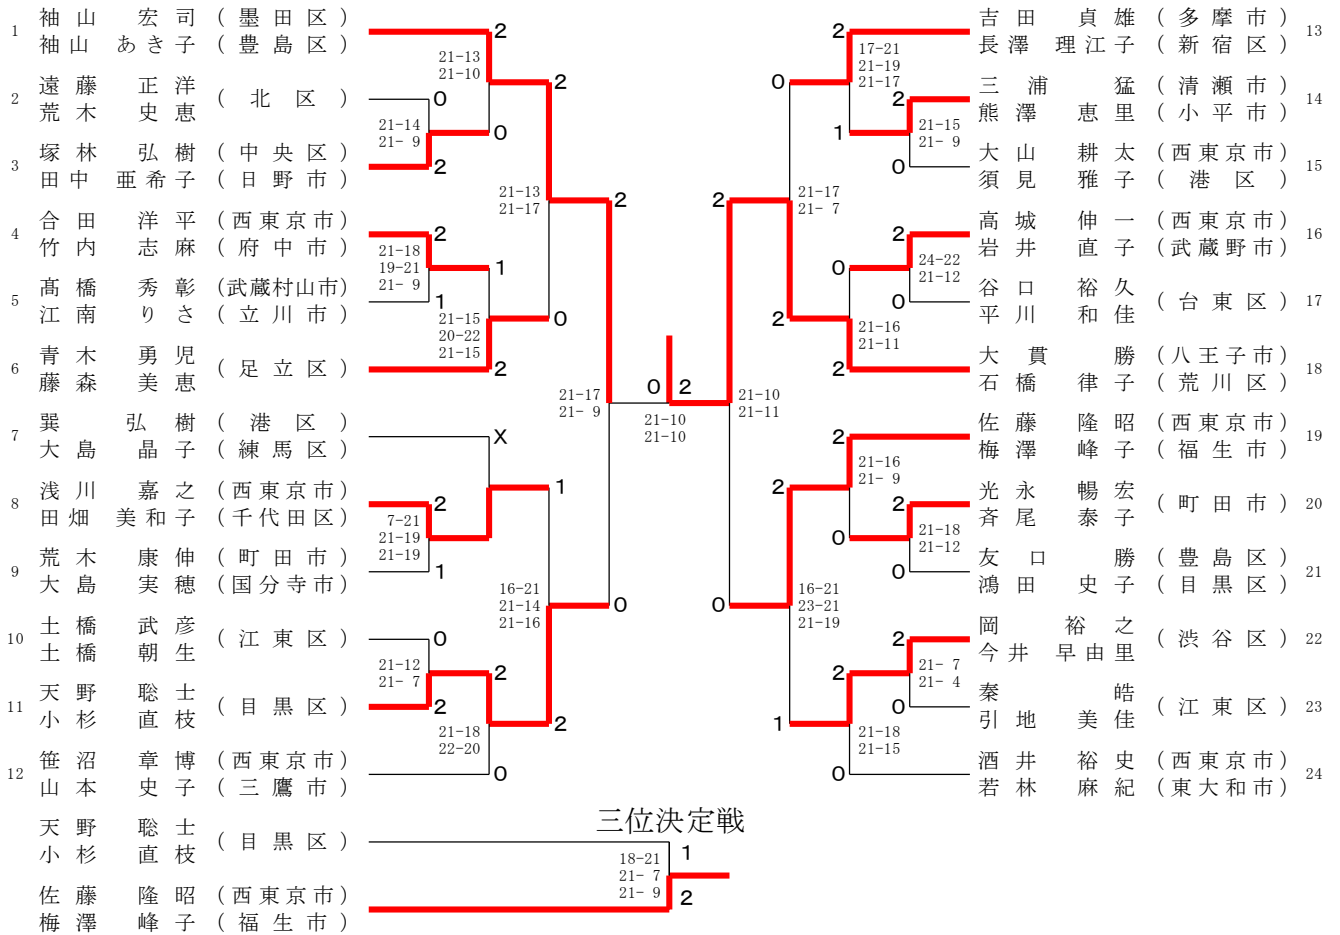 1 袖山 宏司 (墨田区)
袖山 あき子 (豊島区)
2
21-13
21-10
2
2 遠藤 正洋
荒木 史恵
(北区)
0
21-14
21- 9
0
3 塚林 弘樹 (中央区)
田中 亜希子 (日野市)
2
21-13
21-17
2
4 合田 洋平 (西東京市)
竹内 志麻 (府中市)
2
21-18
19-21
21- 9
1
5 髙橋 秀彰 (武蔵村山市)
江南 りさ (立川市)
1
21-15
20-22
21-15
0
6 青木 勇児
藤森 美恵
(足立区)
2
21-17
21- 9
7 巽 弘樹 (港区)
大島 晶子 (練馬区)
X
1
8 浅川 嘉之 (西東京市)
田畑 美和子 (千代田区)
2
7-21
21-19
21-19
9 荒木 康伸 (町田市)
大島 実穂 (国分寺市)
1
16-21
21-14
21-16
0
10 土橋 武彦
土橋 朝生
(江東区)
0
21-12
21- 7
2
11 天野 聡士
小杉 直枝
(目黒区)
2
21-18
22-20
2
12 笹沼 章博 (西東京市)
山本 史子 (三鷹市)
0
0 2
21-10
21-10
吉田 貞雄 (多摩市)
長澤 理江子 (新宿区)
13
2
17-21
21-19
21-17
0
三浦 猛 (清瀬市)
熊澤 恵里 (小平市)
14
2
21-15
21- 9
1
大山 耕太 (西東京市)
須見 雅子 (港区)
15
0
21-17
21- 7
2
高城 伸一 (西東京市)
岩井 直子 (武蔵野市)
16
2
24-22
21-12
0
谷口 裕久
平川 和佳
(台東区)
17
0
21-16
21-11
2
大貫 勝 (八王子市)
石橋 律子 (荒川区)
18
2
21-10
21-11
佐藤 隆昭 (西東京市)
梅澤 峰子 (福生市)
19
2
21-16
21- 9
2
光永 暢宏
斉尾 泰子
(町田市)
20
2
21-18
21-12
0
友口 勝 (豊島区)
鴻田 史子 (目黒区)
21
0
16-21
23-21
21-19
0
岡 裕之
今井 早由里
(渋谷区)
22
2
21- 7
21- 4
2
秦 皓
引地 美佳
(江東区)
23
0
21-18
21-15
1
酒井 裕史 (西東京市)
若林 麻紀 (東大和市)
24
0
三位決定戦
天野 聡士
小杉 直枝
(目黒区)
1
18-21
21- 7
21- 9
佐藤 隆昭 (西東京市)
梅澤 峰子 (福生市)
2